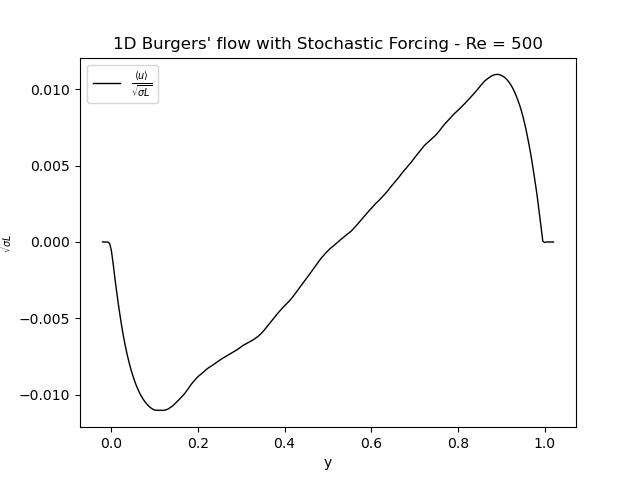 1D Burgers' flow with Stochastic Forcing - Re = 500
⟨u⟩
√σL
0.010
0.005
0.000
−0.005
−0.010
√σL
0.0 0.2 0.4 0.6 0.8 1.0
y